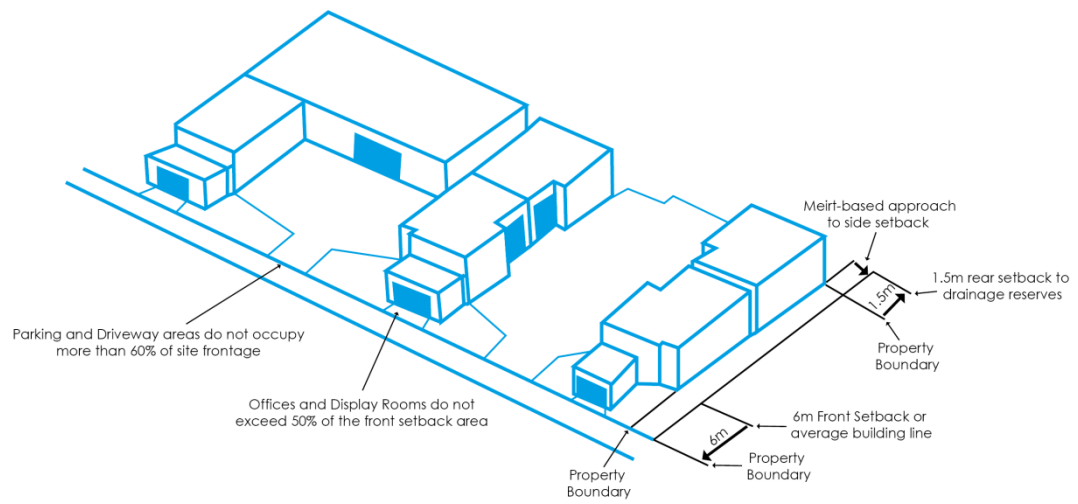 Meirt-based approach
to side setback
1.5m rear setback to
drainage reserves
1.5m
Property
Boundary
Parking and Driveway areas do not occupy
more than 60% of site frontage
Offices and Display Rooms do not
exceed 50% of the front setback area
6m Front Setback or
average building line
6m
Property
Boundary
Property
Boundary